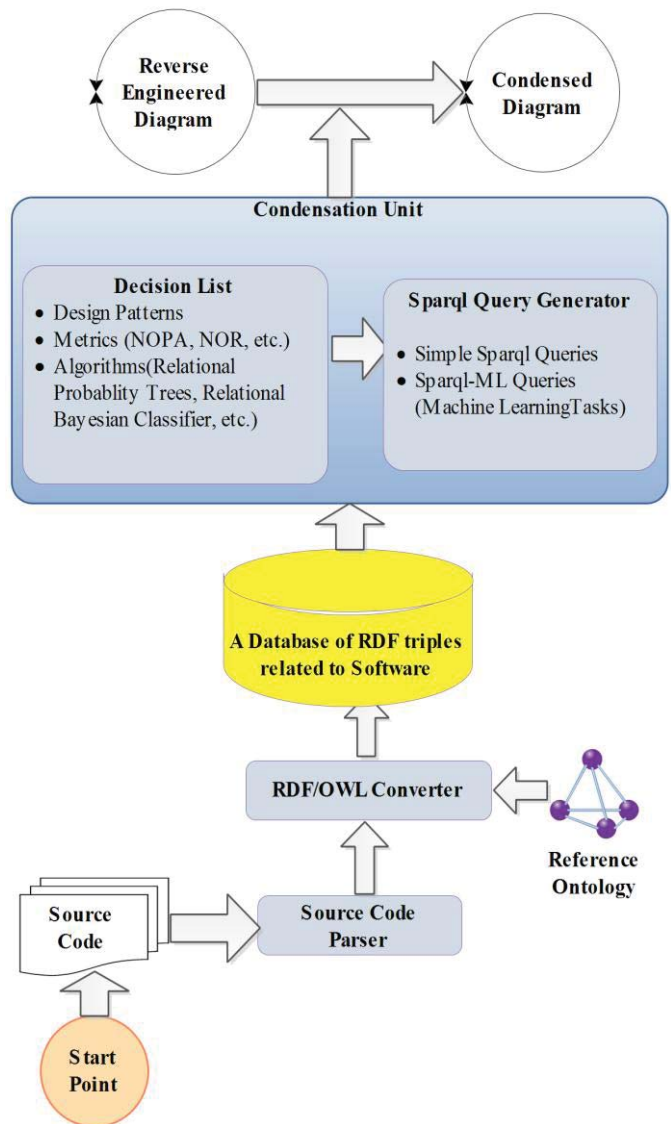 Reverse
Engineered
Diagram
Condensed
Diagram
Condensation Unit
Decision List
• Design Patterns
• Metrics (NOPA, NOR, etc.)
• Algorithms(Relational
Probablity Trees, Relational
Bayesian Classifier, etc.)
Sparql Query Generator
• Simple Sparql Queries
• Sparql-ML Queries
(Machine LearningTasks)
A Database of RDF triples
related to Software
RDF/OWL Converter
Reference
Ontology
Source
Code
Source Code
Parser
Start
Point